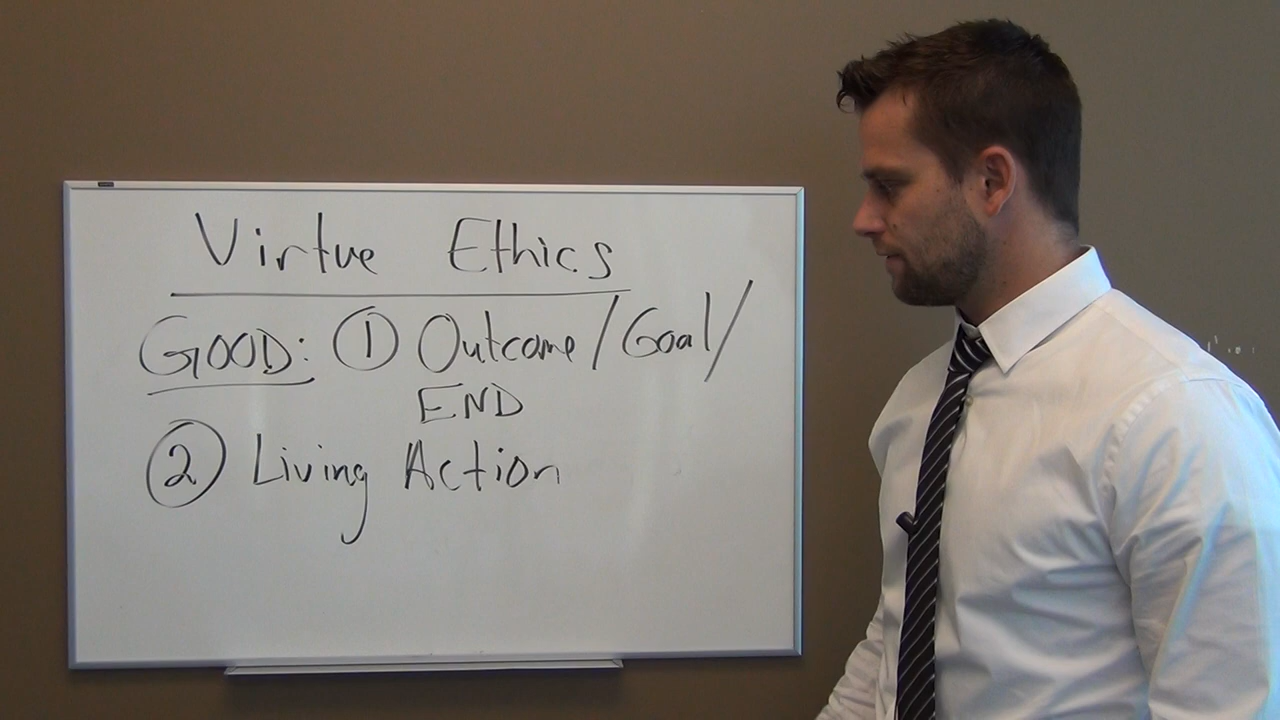 Virtue Ethics
GOOD: ① Outcome/Goal/
END
② Living Action